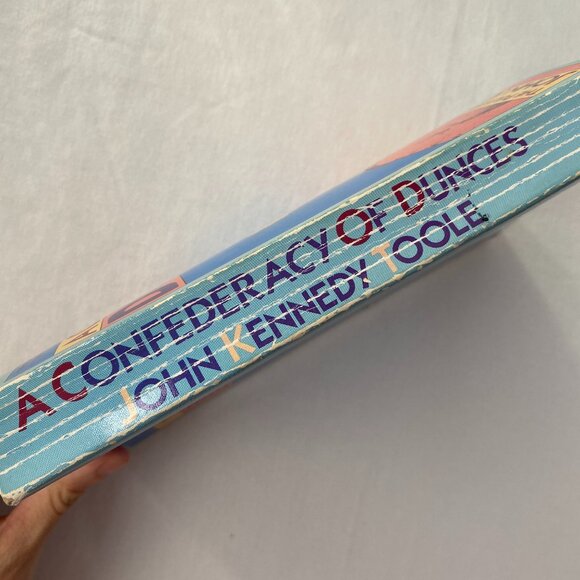 A CONFEDERACY OF DUNCES
JOHN KENNEDY TOOLE